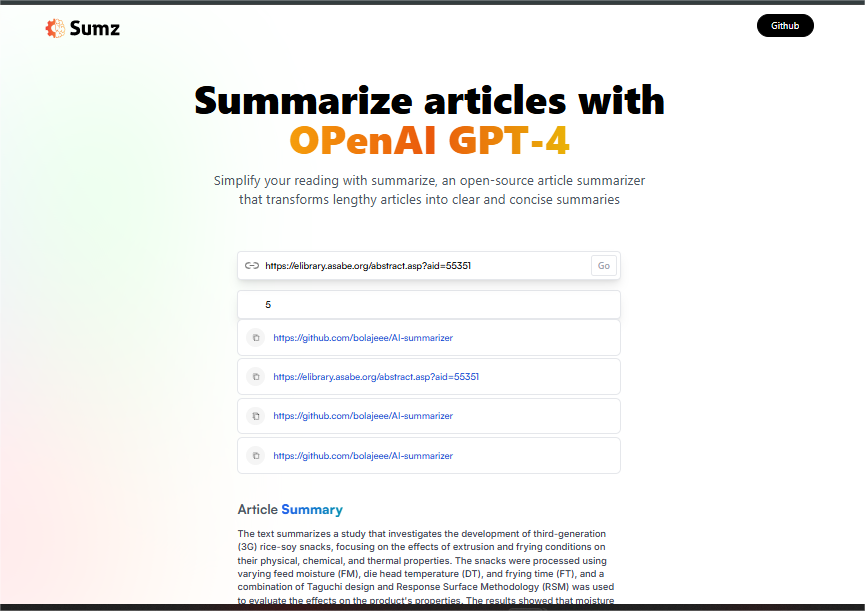 Sumz
Github
Summarize articles with
OPenAI GPT-4
Simplify your reading with summarize, an open-source article summarizer
that transforms lengthy articles into clear and concise summaries
https://elibrary.asabe.org/abstract.asp?aid=55351
Go
5
https://github.com/bolajeee/AI-summarizer
https://elibrary.asabe.org/abstract.asp?aid=55351
https://github.com/bolajeee/AI-summarizer
https://github.com/bolajeee/AI-summarizer
Article Summary
The text summarizes a study that investigates the development of third-generation
(3G) rice-soy snacks, focusing on the effects of extrusion and frying conditions on
their physical, chemical, and thermal properties. The snacks were processed using
varying feed moisture (FM), die head temperature (DT), and frying time (FT), and a
combination of Taguchi design and Response Surface Methodology (RSM) was used
to evaluate the effects on the product's properties. The results showed that moisture